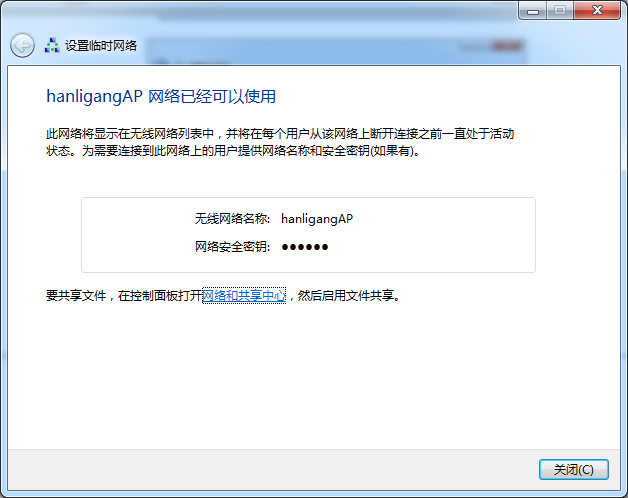 设置临时网络
hanligangAP 网络已经可以使用
此网络将显示在无线网络列表中，并将在每个用户从该网络上断开连接之前一直处于活动
状态。为需要连接到此网络上的用户提供网络名称和安全密钥(如果有)。
无线网络名称: hanligangAP
网络安全密钥: ●●●●●●
要共享文件，在控制面板打开网络和共享中心，然后启用文件共享。
关闭(C)